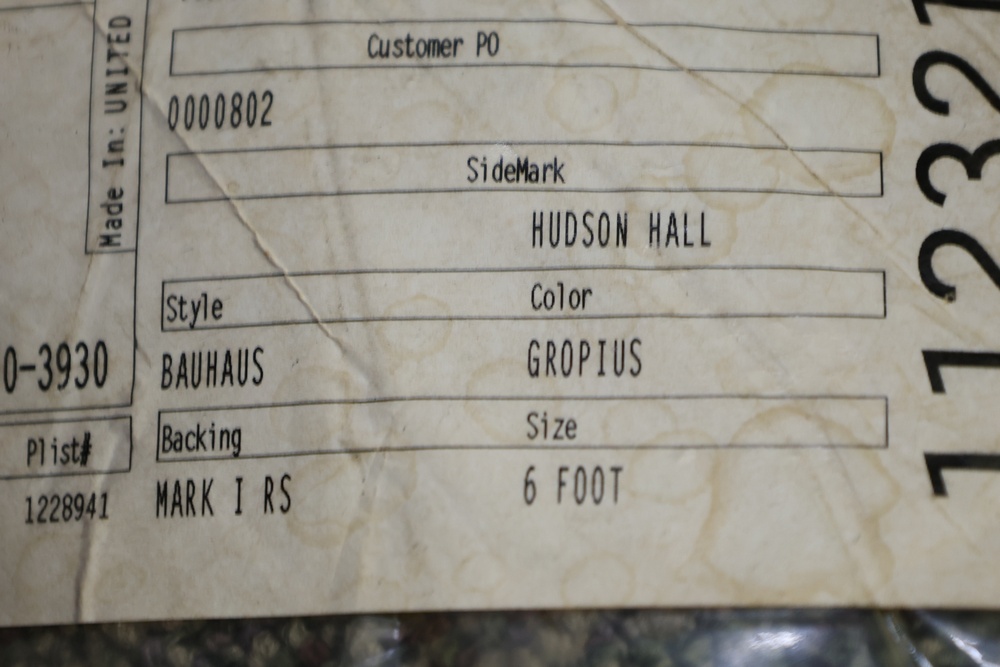 Made In: UNITED
Customer PO
0000802
SideMark
HUDSON HALL
Style Color
BAUHAUS GROPIUS
Backing Size
MARK I RS 6 FOOT
0-3930
Plist#
1228941
112321